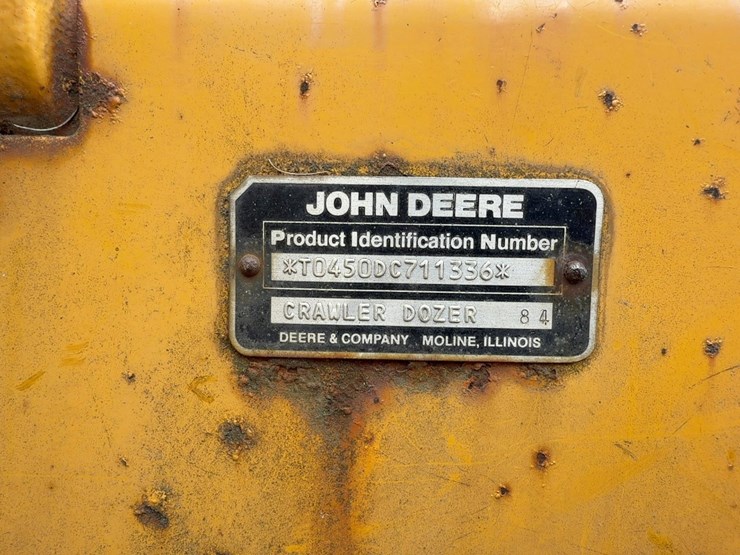 JOHN DEERE
Product Identification Number
*T0450DC711336*
CRAWLER DOZER 84
DEERE & COMPANY MOLINE, ILLINOIS